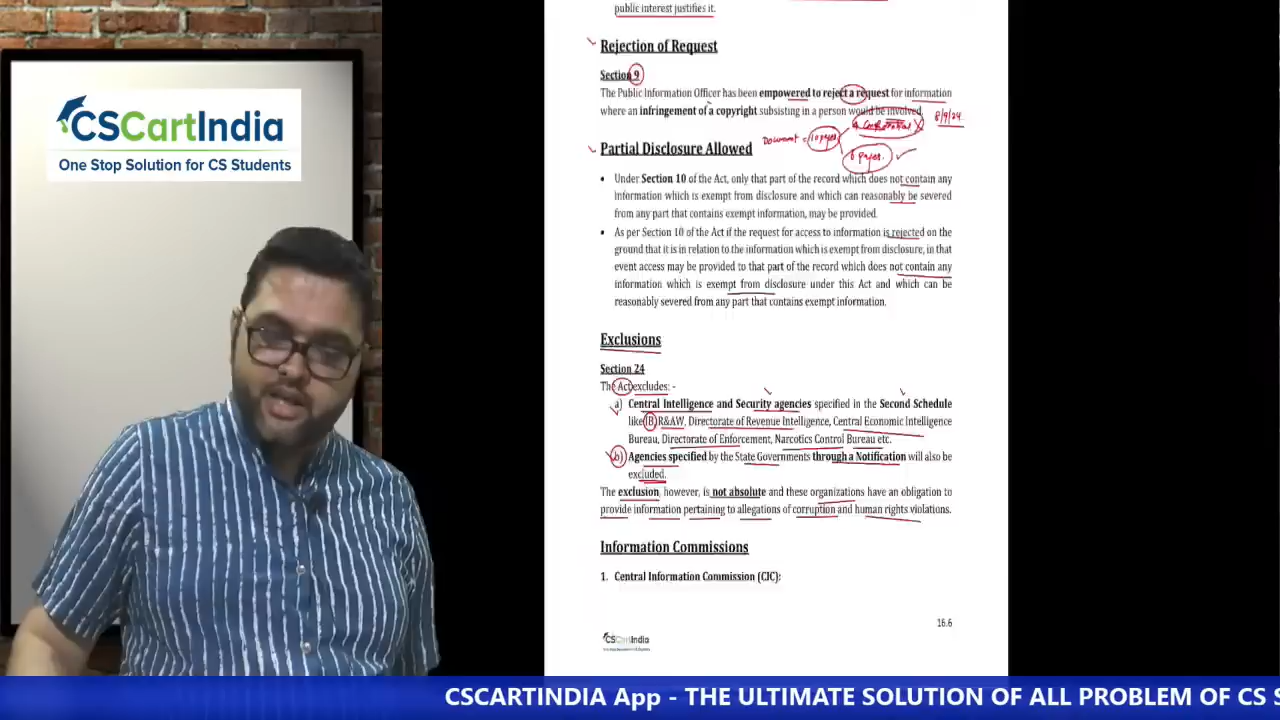 CSCartIndia
One Stop Solution for CS Students
public interest justifies it.
Rejection of Request
Section 9
The Public Information Officer has been empowered to reject a request for information
where an infringement of a copyright subsisting in a person would be involved.
8/9/24
Document = 10 pages
6 pages.
Partial Disclosure Allowed
• Under Section 10 of the Act, only that part of the record which does not contain any
information which is exempt from disclosure and which can reasonably be severed
from any part that contains exempt information, may be provided.
• As per Section 10 of the Act if the request for access to information is rejected on the
ground that it is in relation to the information which is exempt from disclosure, in that
event access may be provided to that part of the record which does not contain any
information which is exempt from disclosure under this Act and which can be
reasonably severed from any part that contains exempt information.
Exclusions
Section 24
The Act excludes: -
a) Central Intelligence and Security agencies specified in the Second Schedule
like IB, R&AW, Directorate of Revenue Intelligence, Central Economic Intelligence
Bureau, Directorate of Enforcement, Narcotics Control Bureau etc.
b) Agencies specified by the State Governments through a Notification will also be
excluded.
The exclusion, however, is not absolute and these organizations have an obligation to
provide information pertaining to allegations of corruption and human rights violations.
Information Commissions
1. Central Information Commission (CIC):
16.6
CSCartIndia
CSCARTINDIA App - THE ULTIMATE SOLUTION OF ALL PROBLEM OF CS S